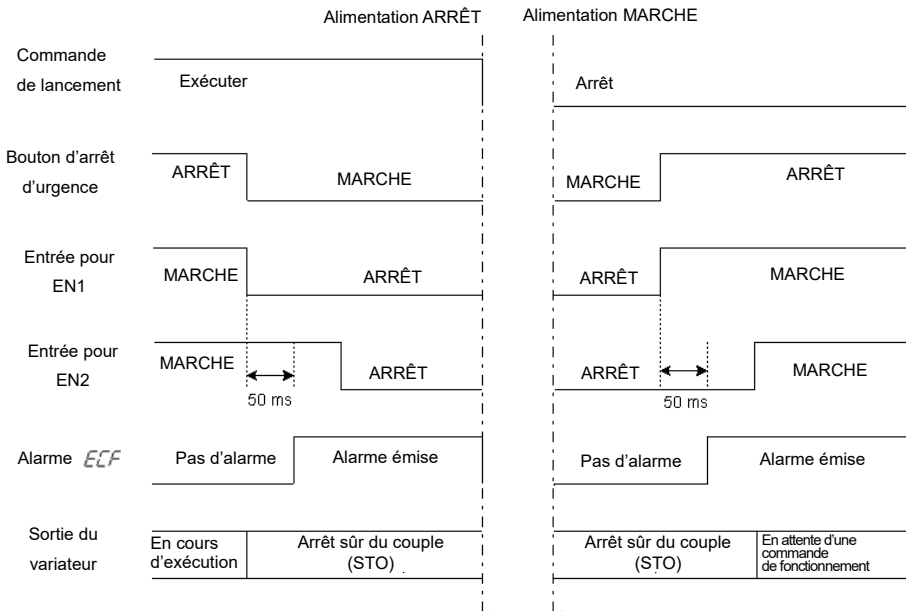 Alimentation ARRÊT
Alimentation MARCHE
Commande
de lancement
Exécuter
Arrêt
Bouton d’arrêt
d’urgence
ARRÊT
MARCHE
MARCHE
ARRÊT
Entrée pour
EN1
MARCHE
ARRÊT
ARRÊT
MARCHE
Entrée pour
EN2
MARCHE
50 ms
ARRÊT
ARRÊT
50 ms
MARCHE
Alarme ECF
Pas d’alarme
Alarme émise
Pas d’alarme
Alarme émise
Sortie du
variateur
En cours
d’exécution
Arrêt sûr du couple
(STO)
Arrêt sûr du couple
(STO)
En attente d’une
commande
de fonctionnement